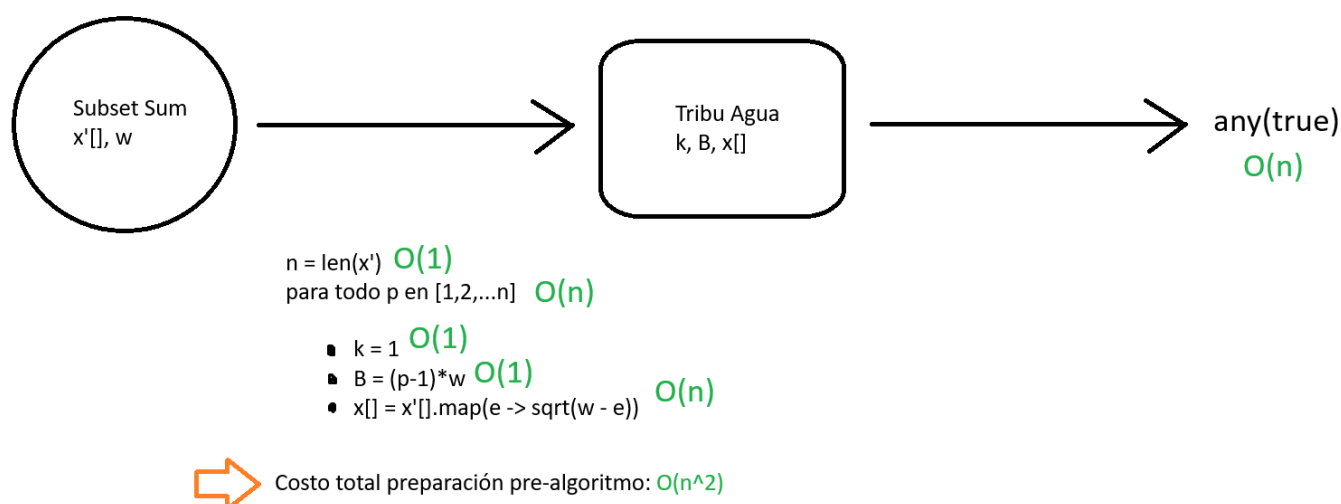 Subset Sum
x'[], w
Tribu Agua
k, B, x[]
any(true)
O(n)
n = len(x') O(1)
para todo p en [1,2,...n] O(n)
k = 1 O(1)
B = (p-1)*w O(1)
x[] = x'[].map(e -> sqrt(w - e)) O(n)
Costo total preparación pre-algoritmo: O(n^2)